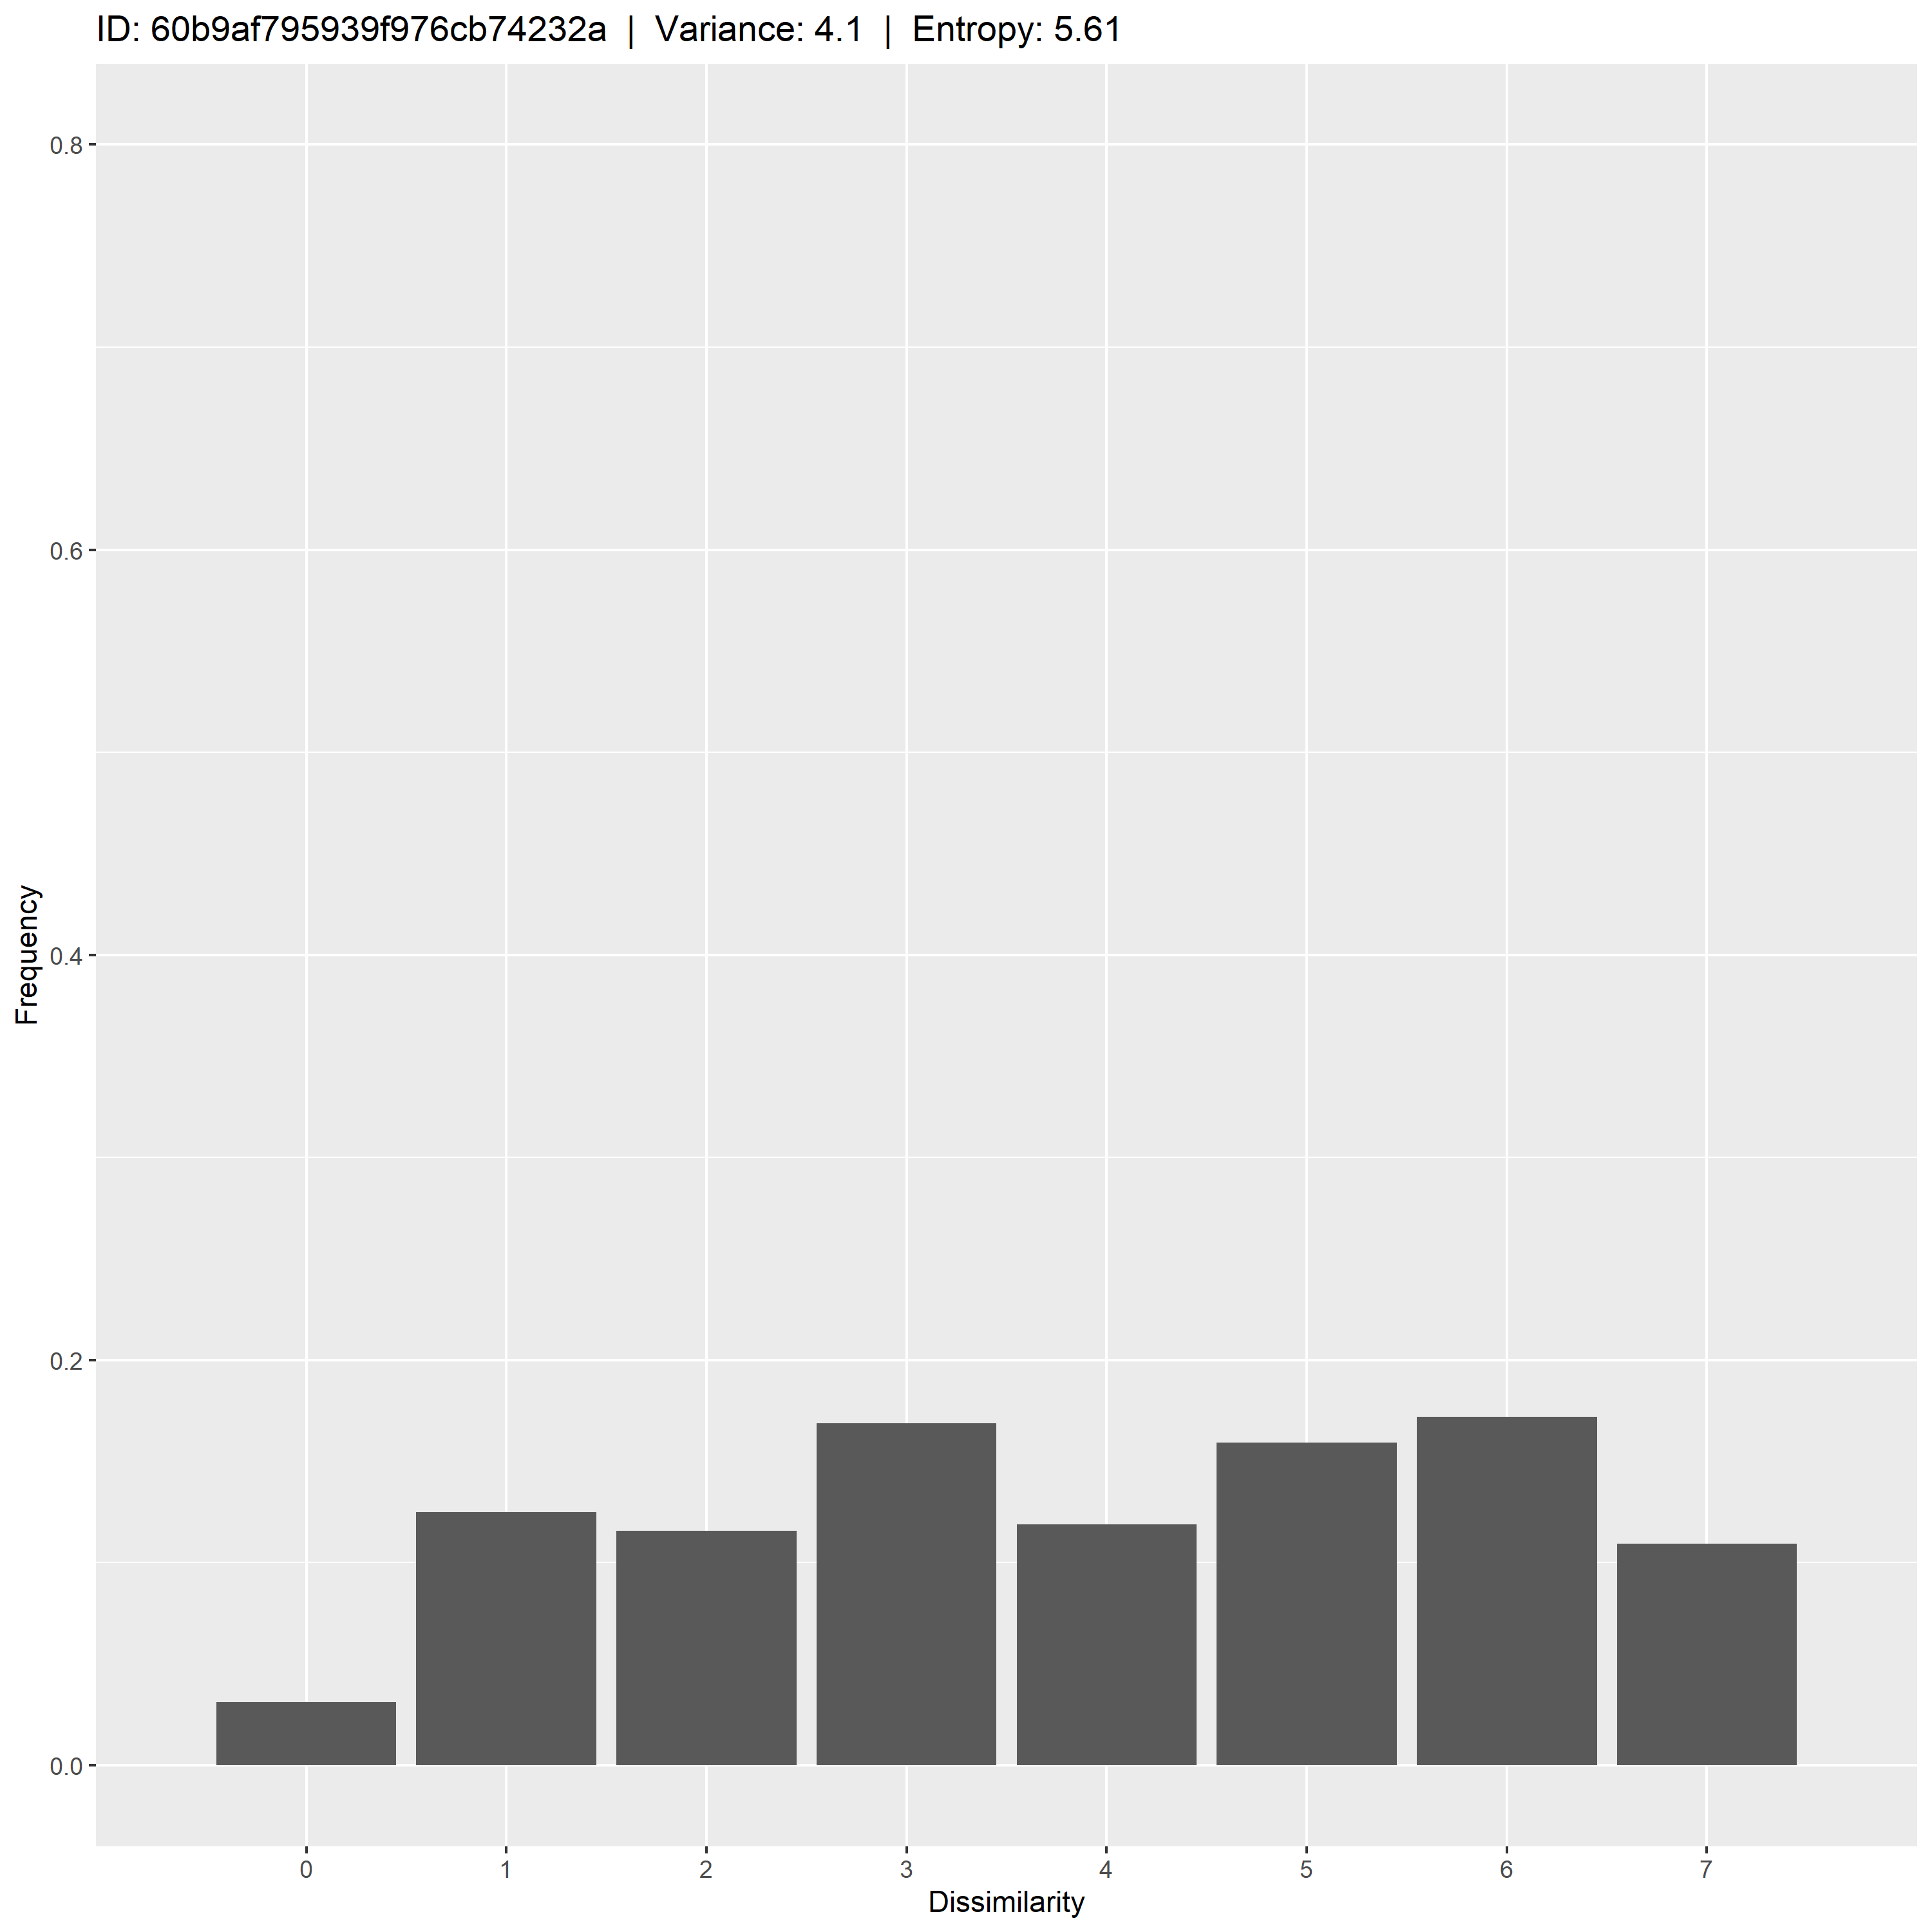 ID: 60b9af795939f976cb74232a | Variance: 4.1 | Entropy: 5.61
0.8
0.6
0.4
0.2
0.0
Frequency
0 1 2 3 4 5 6 7
Dissimilarity